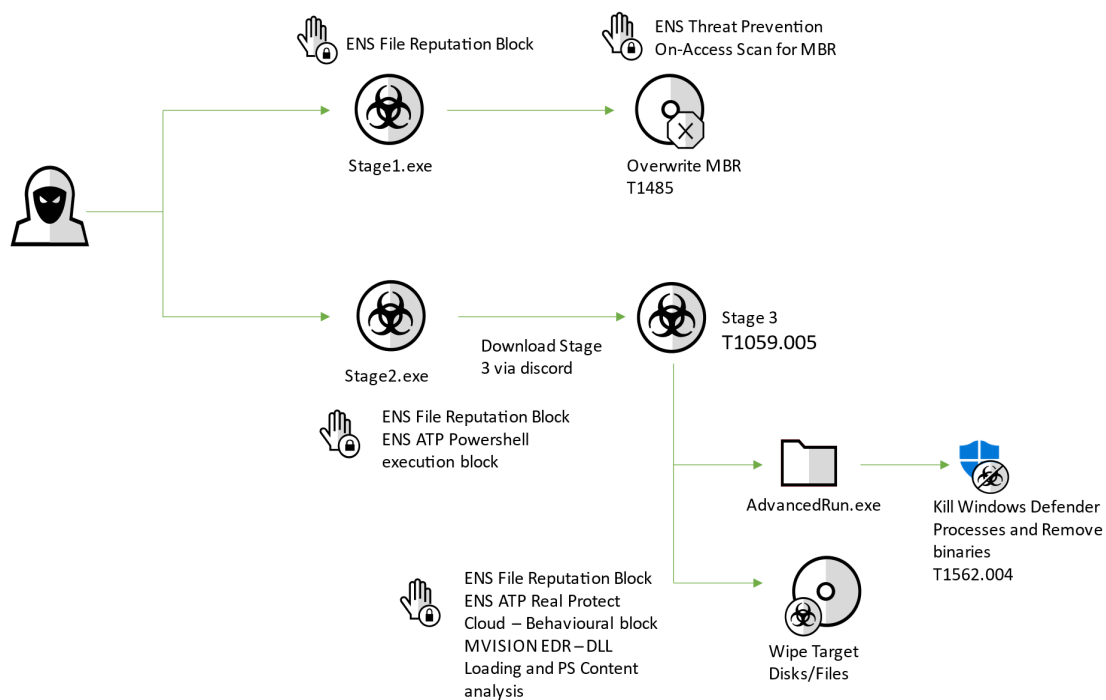 ENS File Reputation Block
ENS Threat Prevention
On-Access Scan for MBR
Stage1.exe
Overwrite MBR
T1485
Stage2.exe
Download Stage
3 via discord
Stage 3
T1059.005
ENS File Reputation Block
ENS ATP Powershell
execution block
AdvancedRun.exe
Kill Windows Defender
Processes and Remove
binaries
T1562.004
ENS File Reputation Block
ENS ATP Real Protect
Cloud – Behavioural block
MVISION EDR – DLL
Loading and PS Content
analysis
Wipe Target
Disks/Files